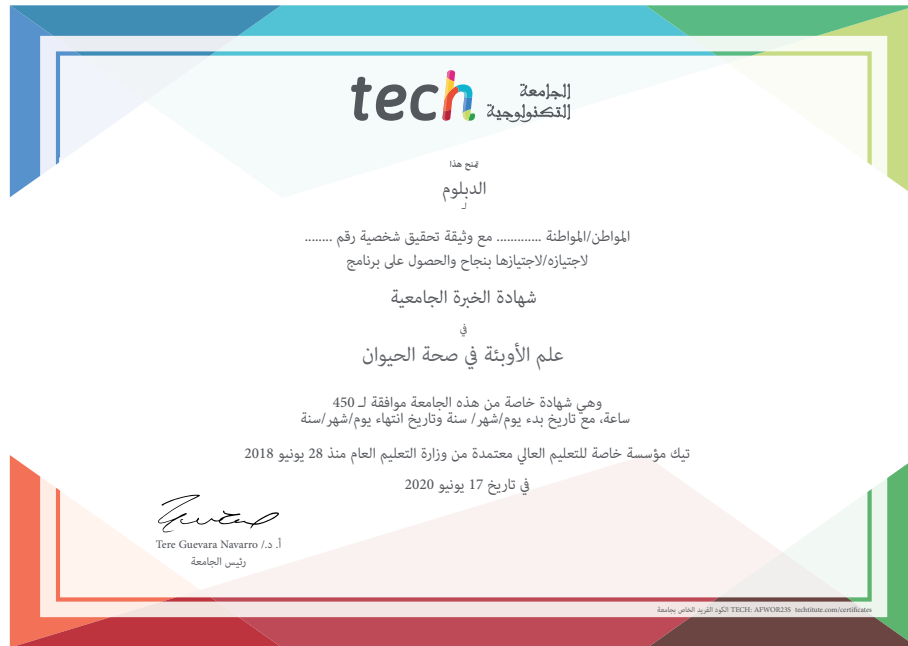 tech الجامعة
التكنولوجية
تمنح هذا
الدبلوم
لـ
المواطن/المواطنة ............. مع وثيقة تحقيق شخصية رقم ........
لاجتيازه/لاجتيازها بنجاح والحصول على برنامج
شهادة الخبرة الجامعية
في
علم الأوبئة في صحة الحيوان
وهي شهادة خاصة من هذه الجامعة موافقة لـ 450
ساعة، مع تاريخ بدء يوم/شهر/ سنة وتاريخ انتهاء يوم/شهر/سنة
تيك مؤسسة خاصة للتعليم العالي معتمدة من وزارة التعليم العام منذ 28 يونيو 2018
في تاريخ 17 يونيو 2020
أ. د./ Tere Guevara Navarro
رئيس الجامعة
الكود الفريد الخاص بجامعة TECH: AFWOR23S techtitute.com/certificates